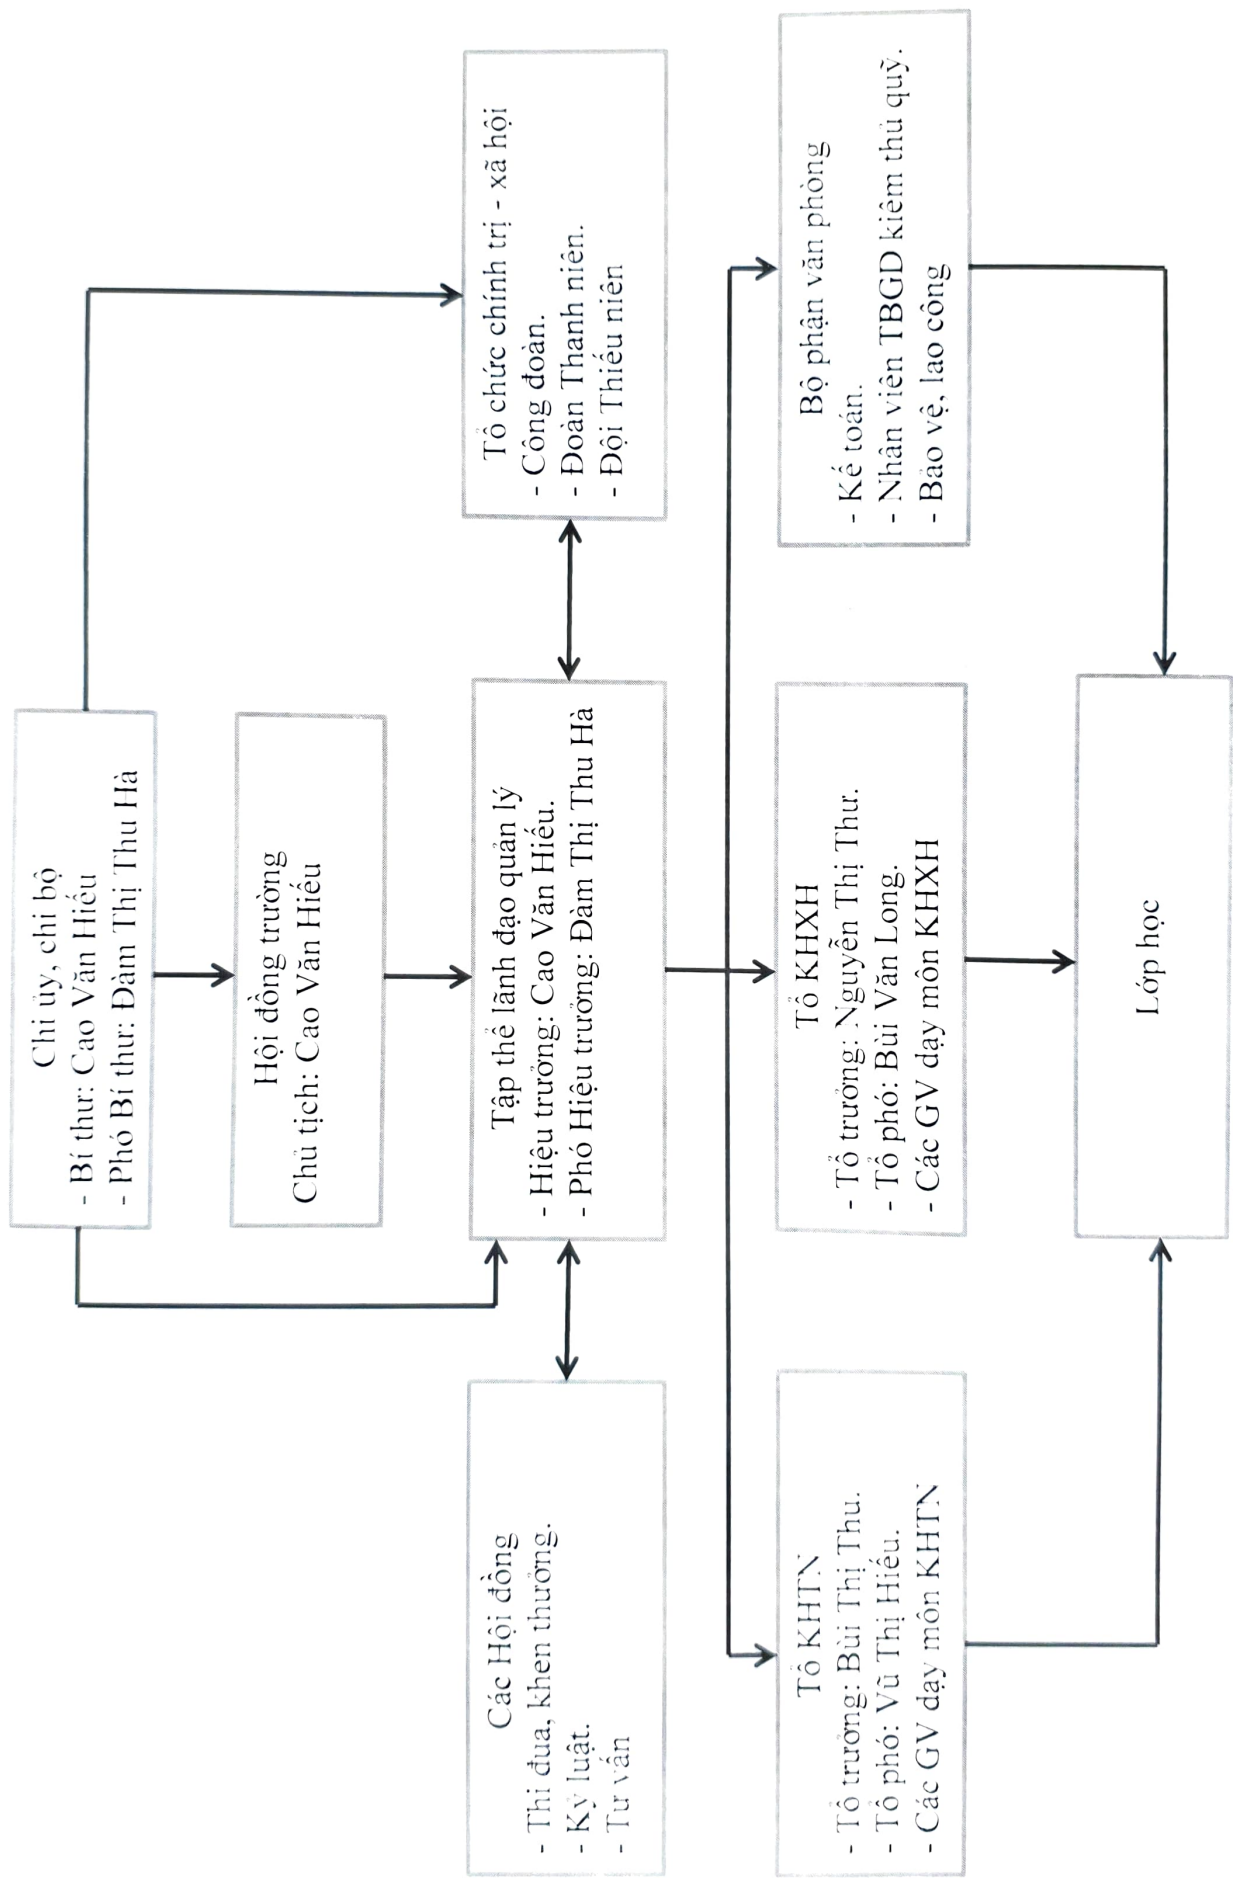 Chi ủy, chi bộ
- Bí thư: Cao Văn Hiếu
- Phó Bí thư: Đàm Thị Thu Hà
Hội đồng trường
Chủ tịch: Cao Văn Hiếu
Các Hội đồng
- Thi đua, khen thưởng.
- Kỷ luật.
- Tư vấn
Tập thể lãnh đạo quản lý
- Hiệu trưởng: Cao Văn Hiếu.
- Phó Hiệu trưởng: Đàm Thị Thu Hà
Tổ chức chính trị - xã hội
- Công đoàn.
- Đoàn Thanh niên.
- Đội Thiếu niên
Tổ KHTN
- Tổ trưởng: Bùi Thị Thu.
- Tổ phó: Vũ Thị Hiếu.
- Các GV dạy môn KHTN
Tổ KHXH
- Tổ trưởng: Nguyễn Thị Thư.
- Tổ phó: Bùi Văn Long.
- Các GV dạy môn KHXH
Bộ phận văn phòng
- Kế toán.
- Nhân viên TBGD kiêm thủ quỹ.
- Bảo vệ, lao công
Lớp học